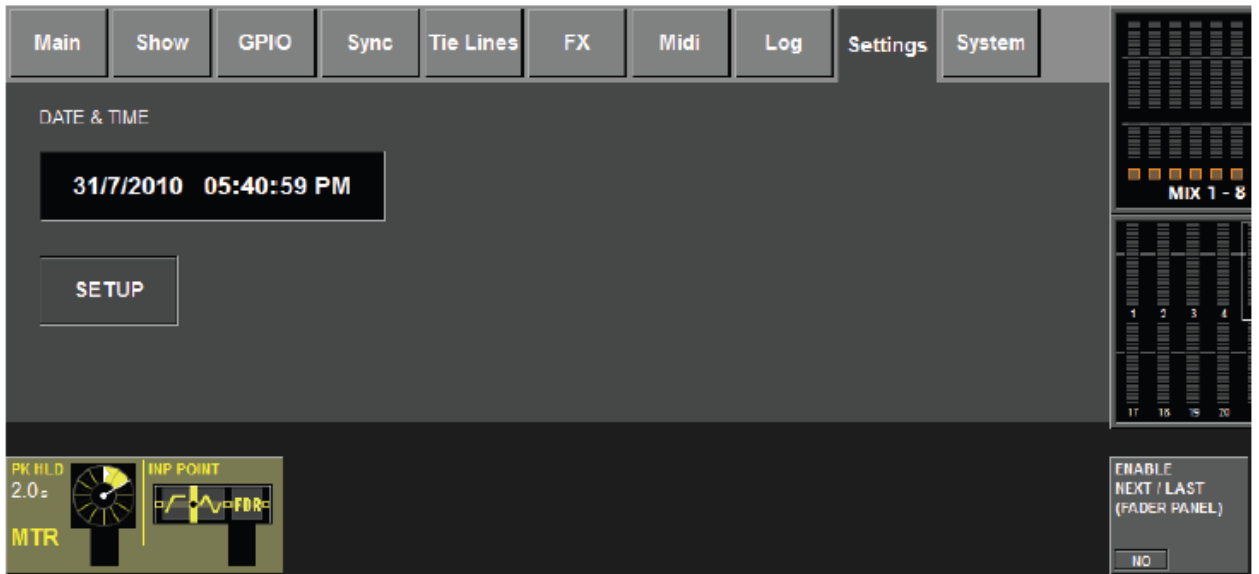 Main Show GPIO Sync Tie Lines FX Midi Log Settings System
DATE & TIME
31/7/2010 05:40:59 PM
SETUP
MIX 1 - 8
1 2 3 4
17 18 19 20
PK HLD
2.0s
MTR
INP POINT
FDR
ENABLE
NEXT / LAST
(FADER PANEL)
NO